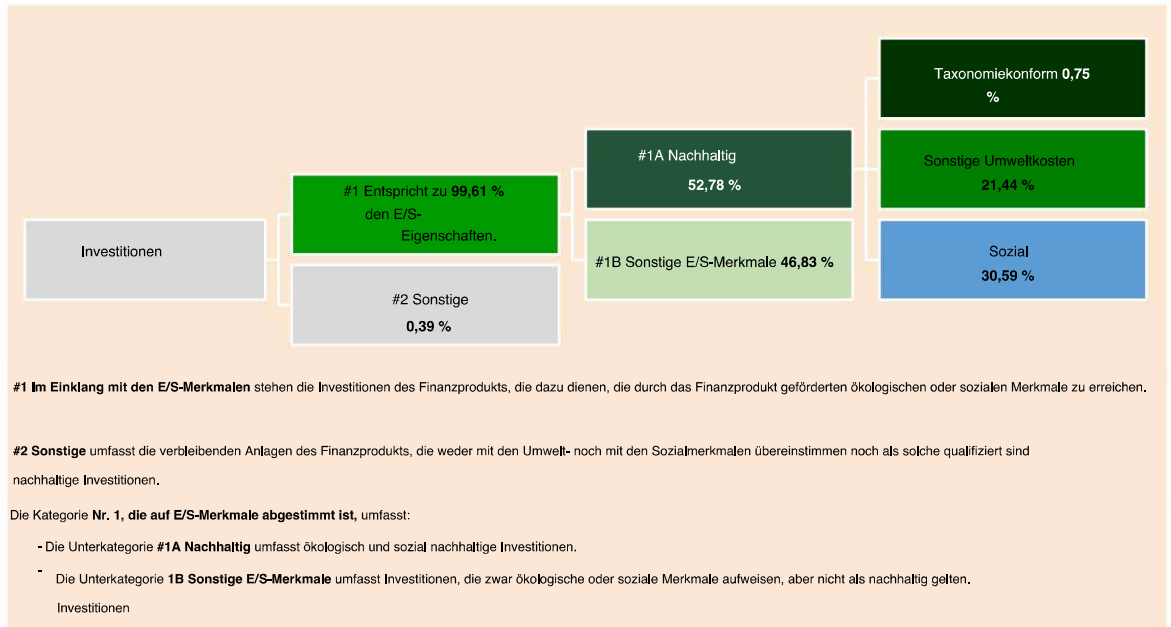 Investitionen
#1 Entspricht zu 99,61 %
den E/S-
Eigenschaften.
#2 Sonstige
0,39 %
#1A Nachhaltig
52,78 %
#1B Sonstige E/S-Merkmale 46,83 %
Taxonomiekonform 0,75
%
Sonstige Umweltkosten
21,44 %
Sozial
30,59 %
#1 Im Einklang mit den E/S-Merkmalen stehen die Investitionen des Finanzprodukts, die dazu dienen, die durch das Finanzprodukt geförderten ökologischen oder sozialen Merkmale zu erreichen.
#2 Sonstige umfasst die verbleibenden Anlagen des Finanzprodukts, die weder mit den Umwelt- noch mit den Sozialmerkmalen übereinstimmen noch als solche qualifiziert sind
nachhaltige Investitionen.
Die Kategorie Nr. 1, die auf E/S-Merkmale abgestimmt ist, umfasst:
- Die Unterkategorie #1A Nachhaltig umfasst ökologisch und sozial nachhaltige Investitionen.
- Die Unterkategorie 1B Sonstige E/S-Merkmale umfasst Investitionen, die zwar ökologische oder soziale Merkmale aufweisen, aber nicht als nachhaltig gelten.
Investitionen